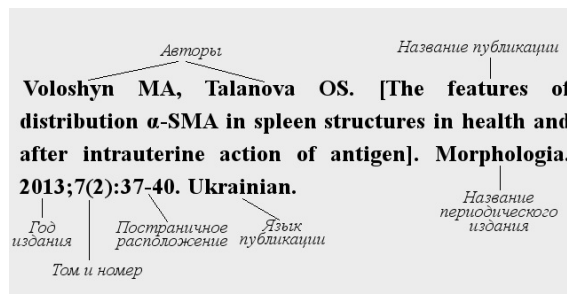 Авторы
Название публикации
Voloshyn MA, Talanova OS. [The features of
distribution α-SMA in spleen structures in health and
after intrauterine action of antigen]. Morphologia.
2013;7(2):37-40. Ukrainian.
Год
издания
Том и номер
Постраничное
расположение
Язык
публикации
Название
периодического
издания